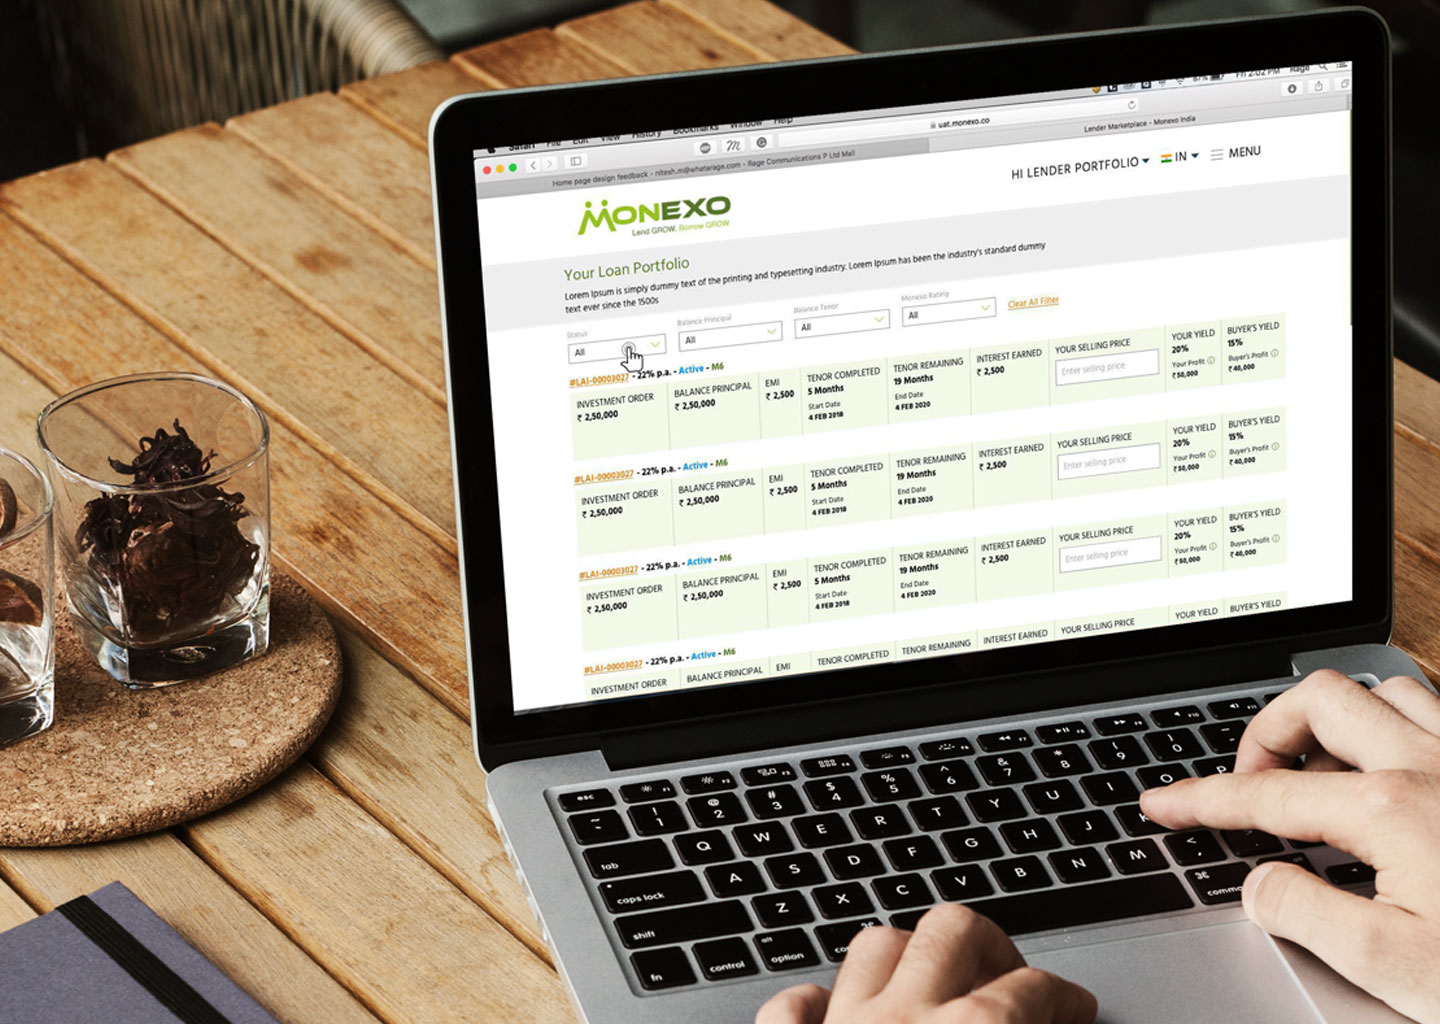 Safari File Edit View History Bookmarks Window Help
87% Fri 2:02 PM Rage
uat.monexo.co
Home page design feedback - nitesh.m@whatarage.com - Rage Communications P Ltd Mail
Lender Marketplace - Monexo India
HI LENDER PORTFOLIO IN MENU
MONEXO
Lend GROW. Borrow GROW
Your Loan Portfolio
Lorem Ipsum is simply dummy text of the printing and typesetting industry. Lorem Ipsum has been the industry's standard dummy
text ever since the 1500s
Status Balance Principal Balance Tenor Monexo Rating
All All All All Clear All Filter
#LAI-00003027 - 22% p.a. - Active - M6
INVESTMENT ORDER BALANCE PRINCIPAL EMI TENOR COMPLETED TENOR REMAINING INTEREST EARNED YOUR SELLING PRICE YOUR YIELD BUYER'S YIELD
₹ 2,50,000 ₹ 2,50,000 ₹ 2,500 5 Months 19 Months ₹ 2,500 Enter selling price 20% 15%
Start Date End Date Your Profit Buyer's Profit
4 FEB 2018 4 FEB 2020 ₹50,000 ₹40,000
#LAI-00003027 - 22% p.a. - Active - M6
INVESTMENT ORDER BALANCE PRINCIPAL EMI TENOR COMPLETED TENOR REMAINING INTEREST EARNED YOUR SELLING PRICE YOUR YIELD BUYER'S YIELD
₹ 2,50,000 ₹ 2,50,000 ₹ 2,500 5 Months 19 Months ₹ 2,500 Enter selling price 20% 15%
Start Date End Date Your Profit Buyer's Profit
4 FEB 2018 4 FEB 2020 ₹50,000 ₹40,000
#LAI-00003027 - 22% p.a. - Active - M6
INVESTMENT ORDER BALANCE PRINCIPAL EMI TENOR COMPLETED TENOR REMAINING INTEREST EARNED YOUR SELLING PRICE YOUR YIELD BUYER'S YIELD
₹ 2,50,000 ₹ 2,50,000 ₹ 2,500 5 Months 19 Months ₹ 2,500 Enter selling price 20% 15%
Start Date End Date Your Profit Buyer's Profit
4 FEB 2018 4 FEB 2020 ₹50,000 ₹40,000
#LAI-00003027 - 22% p.a. - Active - M6
INVESTMENT ORDER BALANCE PRINCIPAL EMI TENOR COMPLETED TENOR REMAINING INTEREST EARNED YOUR SELLING PRICE YOUR YIELD BUYER'S YIELD
esc F1 F2 F3 F4 F5 F6 F7 F8 F9 F10 F11
~ ! 1 @ 2 # 3 $ 4 % 5 ^ 6 & 7 * 8 ( 9 ) 0
tab Q W E R T Y U I O P
caps lock A S D F G H J K
shift Z X C V B N M < ,
fn control alt option ⌘ ⌘